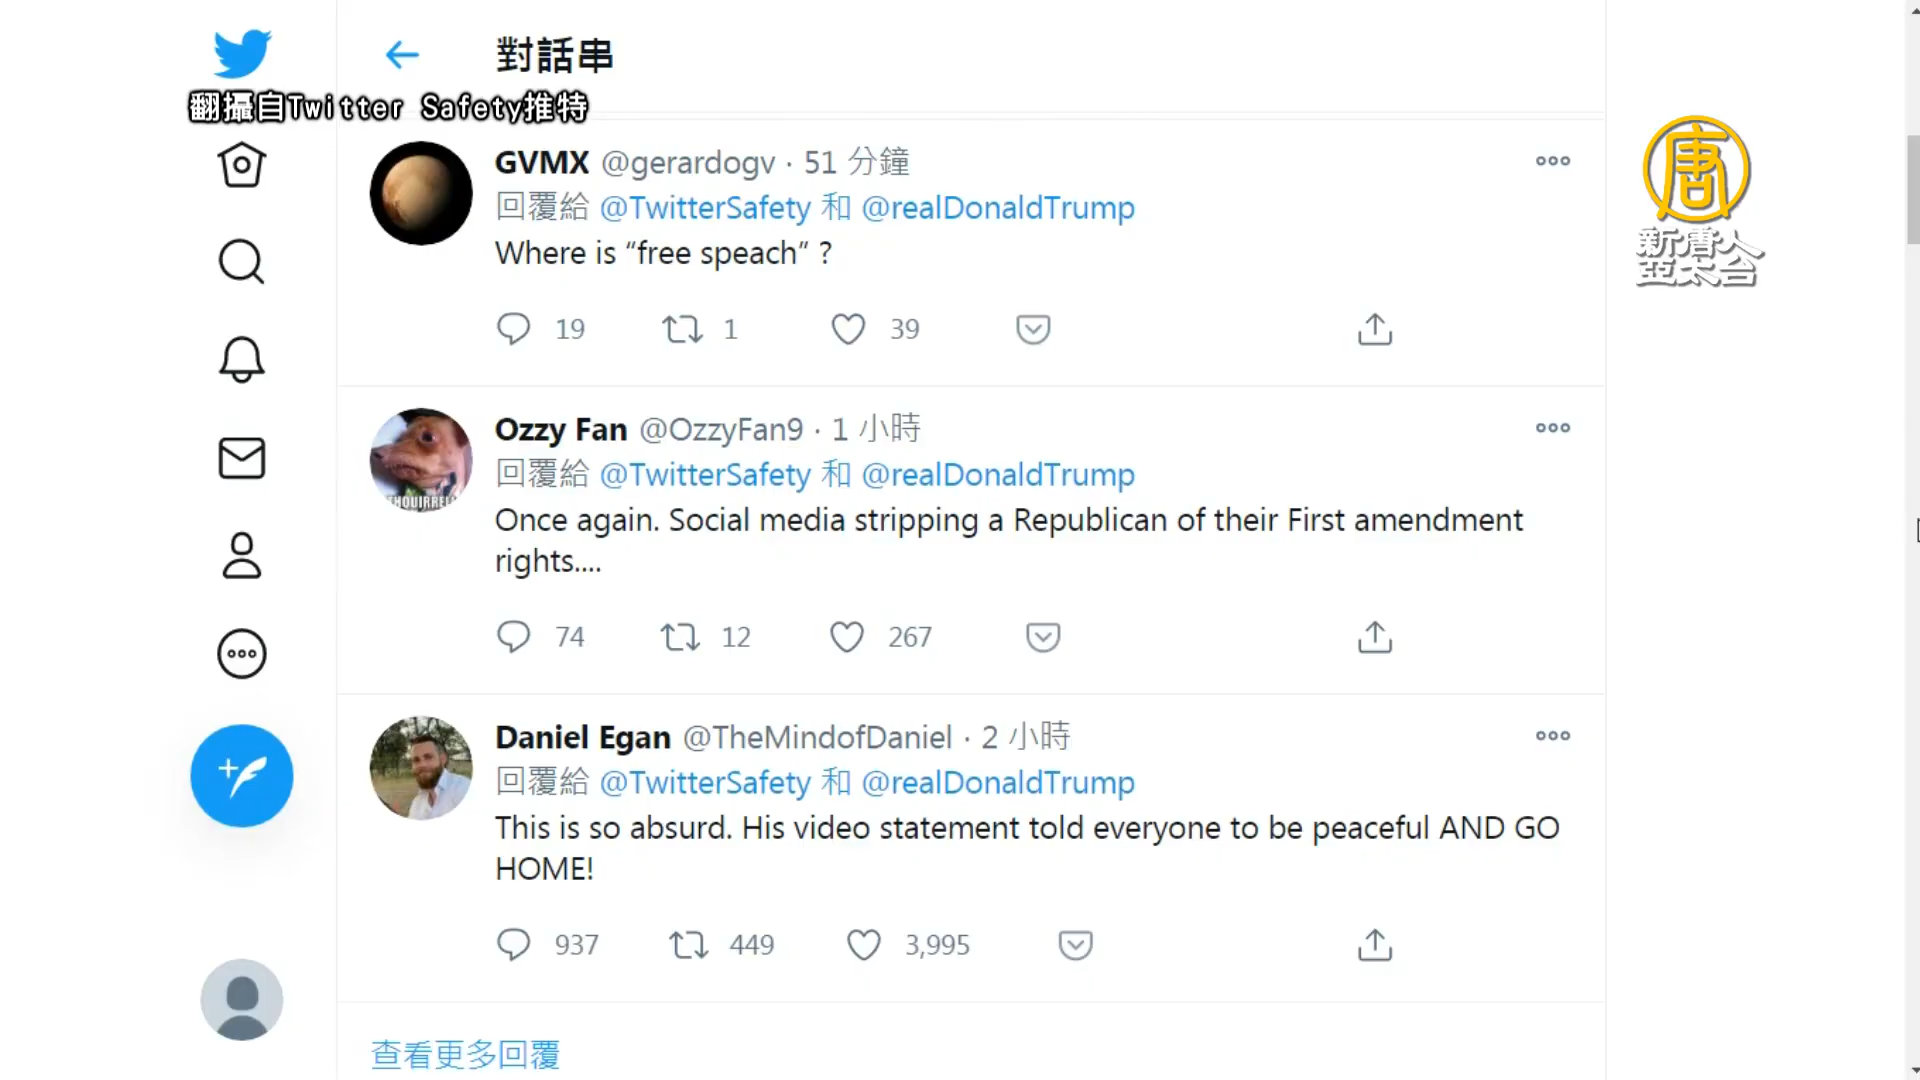 對話串
翻攝自Twitter Safety推特
GVMX @gerardogv · 51 分鐘
回覆給 @TwitterSafety 和 @realDonaldTrump
Where is “free speach” ?
19 1 39
唐
新唐人
亞太台
Ozzy Fan @OzzyFan9 · 1 小時
回覆給 @TwitterSafety 和 @realDonaldTrump
Once again. Social media stripping a Republican of their First amendment
rights....
74 12 267
Daniel Egan @TheMindofDaniel · 2 小時
回覆給 @TwitterSafety 和 @realDonaldTrump
This is so absurd. His video statement told everyone to be peaceful AND GO
HOME!
937 449 3,995
查看更多回覆